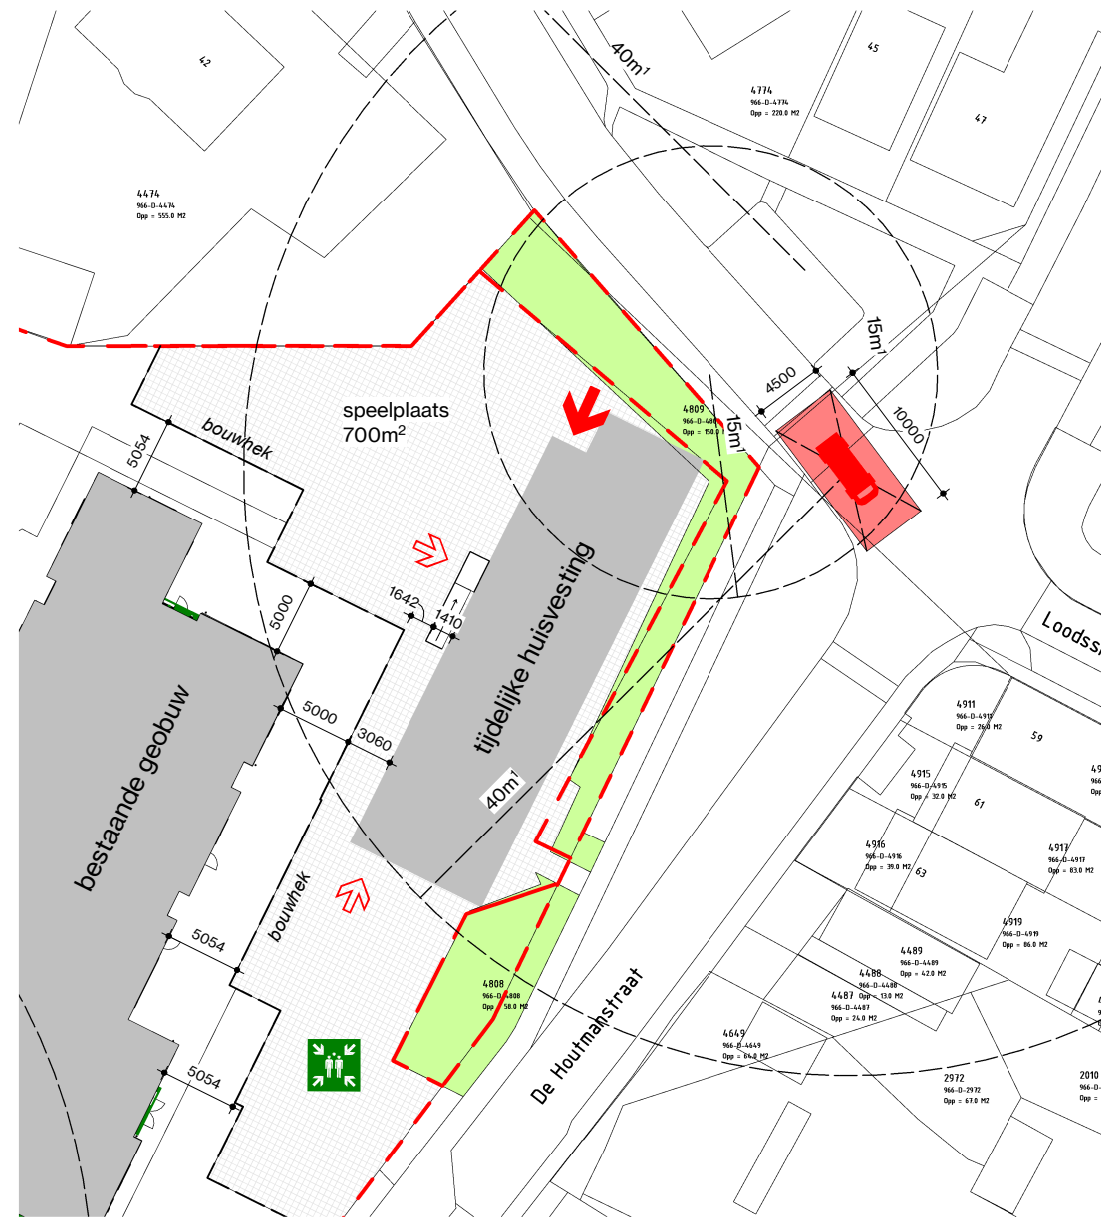 42
40m¹
45
47
4774
966-D-4774
Opp = 220.0 M2
4474
966-D-4474
Opp = 555.0 M2
15m¹
4500
10000
speelplaats
700m²
bouwhek
5054
4809
15m¹
5000
1642
1410
tijdelijke huisvesting
bestaande geobuw
5000
3060
40m¹
bouwhek
5054
5054
4808
966-D-4808
De Houtmanstraat
4911
59
4915
966-D-4915
Opp = 32.0 M2
61
4916
966-D-4916
Opp = 39.0 M2
63
4917
966-D-4917
Opp = 83.0 M2
4919
966-D-4919
Opp = 86.0 M2
4489
966-D-4489
Opp = 42.0 M2
4488
966-D-4488
Opp = 13.0 M2
4487
966-D-4487
Opp = 24.0 M2
4649
966-D-4649
Opp = 64.0 M2
2972
966-D-2972
Opp = 67.0 M2
2010
966-D-
Opp =